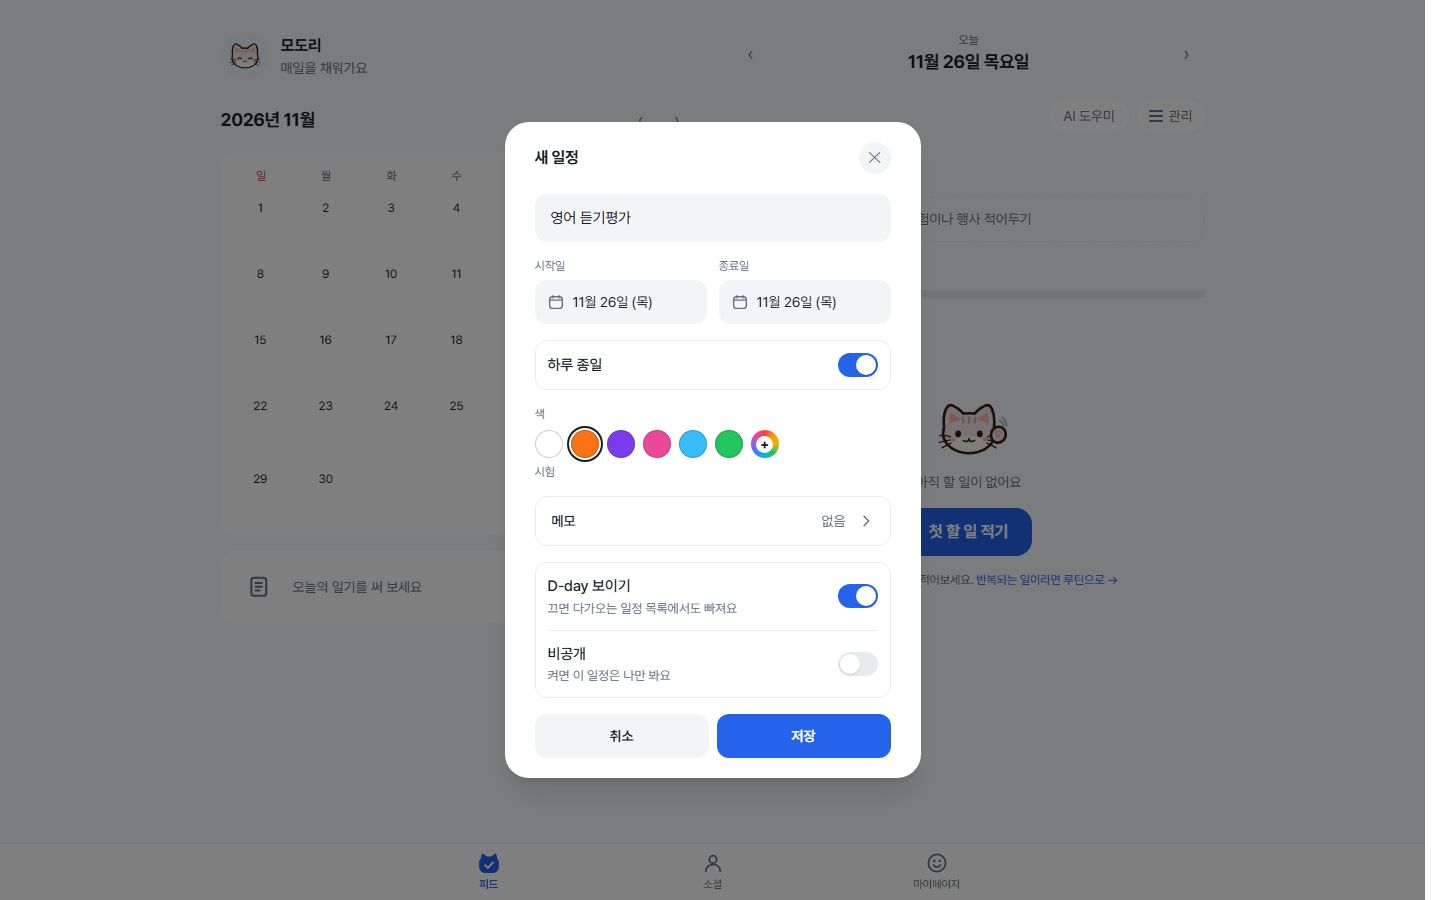 모도리
매일을 채워가요
오늘
11월 26일 목요일
2026년 11월
AI 도우미
관리
일 월 화 수
1 2 3 4
8 9 10 11
15 16 17 18
22 23 24 25
29 30
오늘의 일기를 써 보세요
새 일정
영어 듣기평가
시작일
종료일
11월 26일 (목)
11월 26일 (목)
하루 종일
색
시험
메모
없음
D-day 보이기
끄면 다가오는 일정 목록에서도 빠져요
비공개
켜면 이 일정은 나만 봐요
취소
저장
행사 적어두기
할 일이 없어요
첫 할 일 적기
적어보세요. 반복되는 일이라면 루틴으로 →
피드
소셜
마이페이지